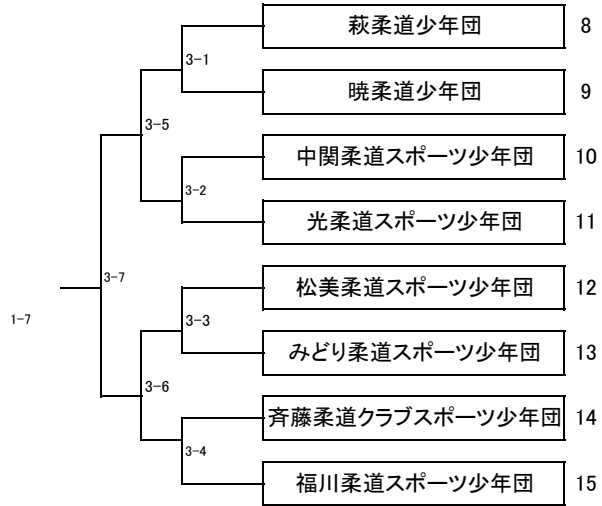 萩柔道少年団 8
3-1
暁柔道少年団 9
3-5
中関柔道スポーツ少年団 10
3-2
光柔道スポーツ少年団 11
3-7
松美柔道スポーツ少年団 12
1-7
3-3
みどり柔道スポーツ少年団 13
3-6
斉藤柔道クラブスポーツ少年団 14
3-4
福川柔道スポーツ少年団 15